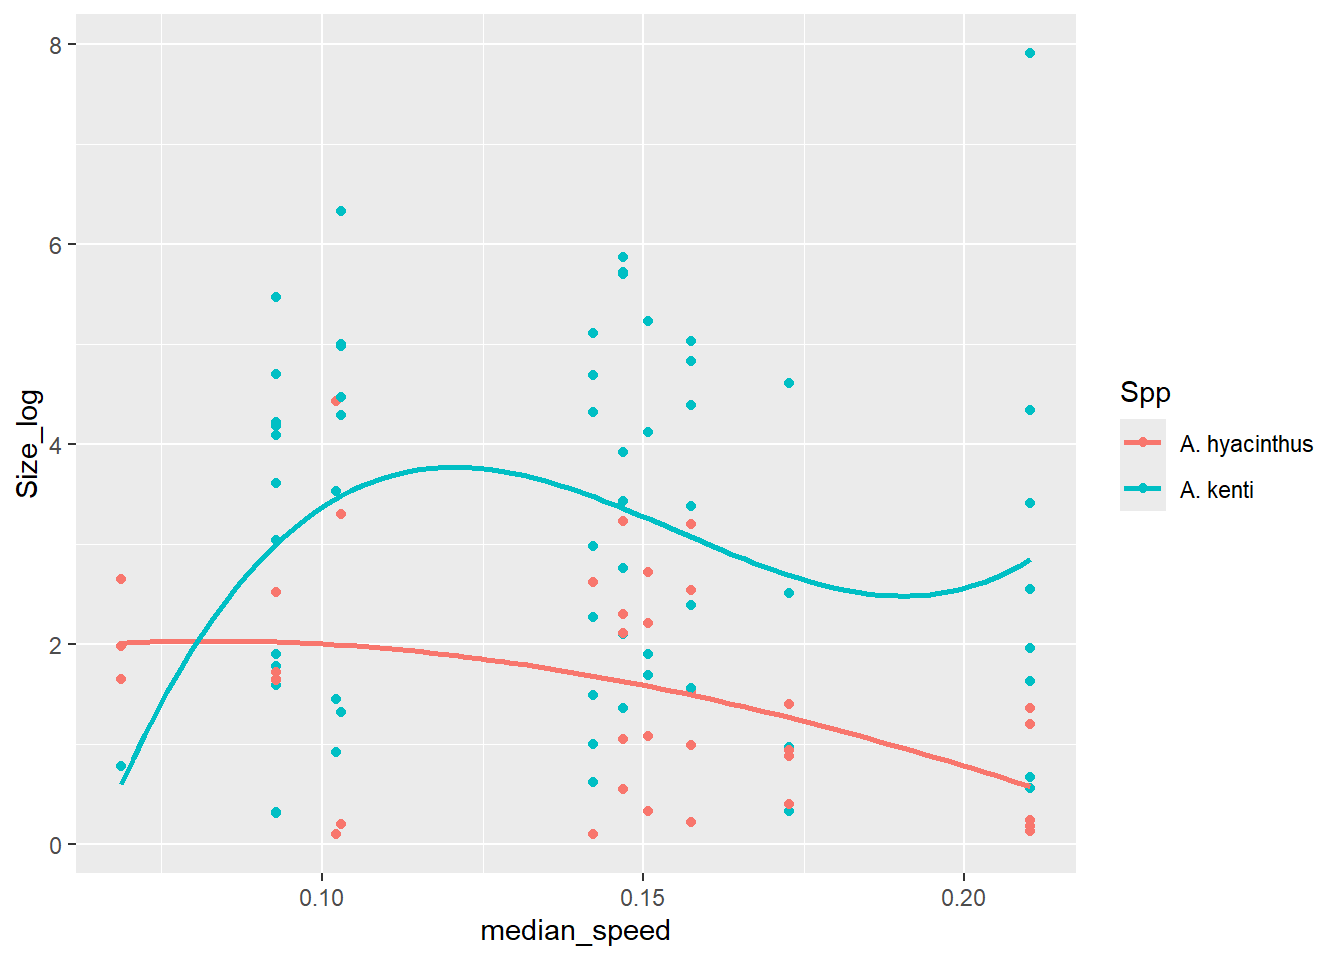 8
6
4
2
0
Size_log
0.10
0.15
0.20
median_speed
Spp
A. hyacinthus
A. kenti